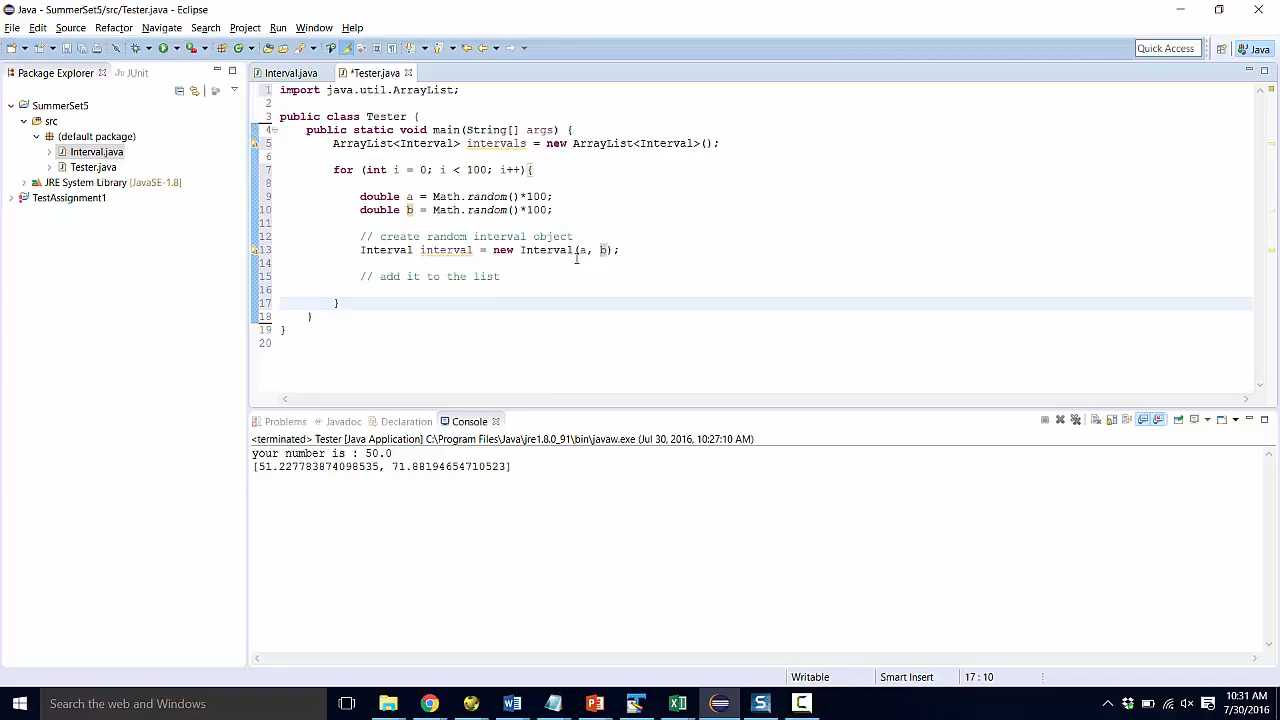 Java - SummerSet5/src/Tester.java - Eclipse
File Edit Source Refactor Navigate Search Project Run Window Help
Quick Access
Java
Package Explorer
JUnit
SummerSet5
src
(default package)
Interval.java
Tester.java
JRE System Library [JavaSE-1.8]
TestAssignment1
Interval.java
*Tester.java
1 import java.util.ArrayList;
2
3 public class Tester {
4 public static void main(String[] args) {
5 ArrayList<Interval> intervals = new ArrayList<Interval>();
6
7 for (int i = 0; i < 100; i++){
8
9 double a = Math.random()*100;
10 double b = Math.random()*100;
11
12 // create random interval object
13 Interval interval = new Interval(a, b);
14
15 // add it to the list
16
17 }
18 }
19 }
20
Problems Javadoc Declaration Console
<terminated> Tester [Java Application] C:\Program Files\Java\jre1.8.0_91\bin\javaw.exe (Jul 30, 2016, 10:27:10 AM)
your number is : 50.0
[51.227783874098535, 71.88194654710523]
Writable
Smart Insert
17 : 10
Search the web and Windows
10:31 AM
7/30/2016